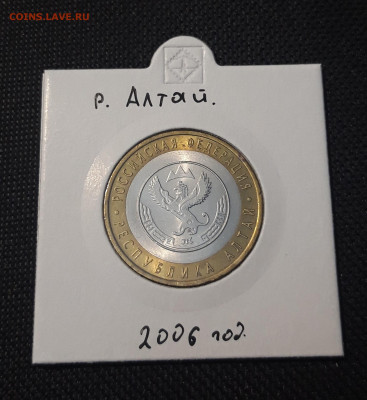 COINS.LAVE.RU
р. Алтай.
РОССИЙСКАЯ ФЕДЕРАЦИЯ
РЕСПУБЛИКА АЛТАЙ
2006 год.